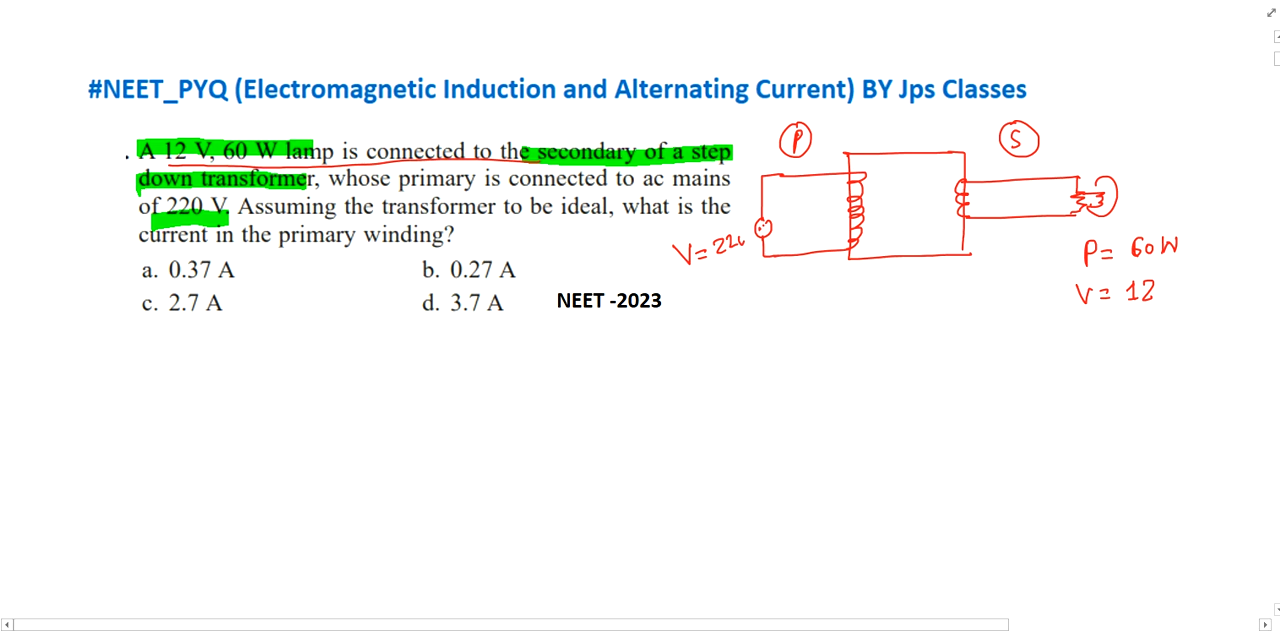 #NEET_PYQ (Electromagnetic Induction and Alternating Current) BY Jps Classes
. A 12 V, 60 W lamp is connected to the secondary of a step
down transformer, whose primary is connected to ac mains
of 220 V. Assuming the transformer to be ideal, what is the
current in the primary winding?
a. 0.37 A b. 0.27 A
c. 2.7 A d. 3.7 A NEET -2023
P S
V = 220
P = 60 W
V = 12